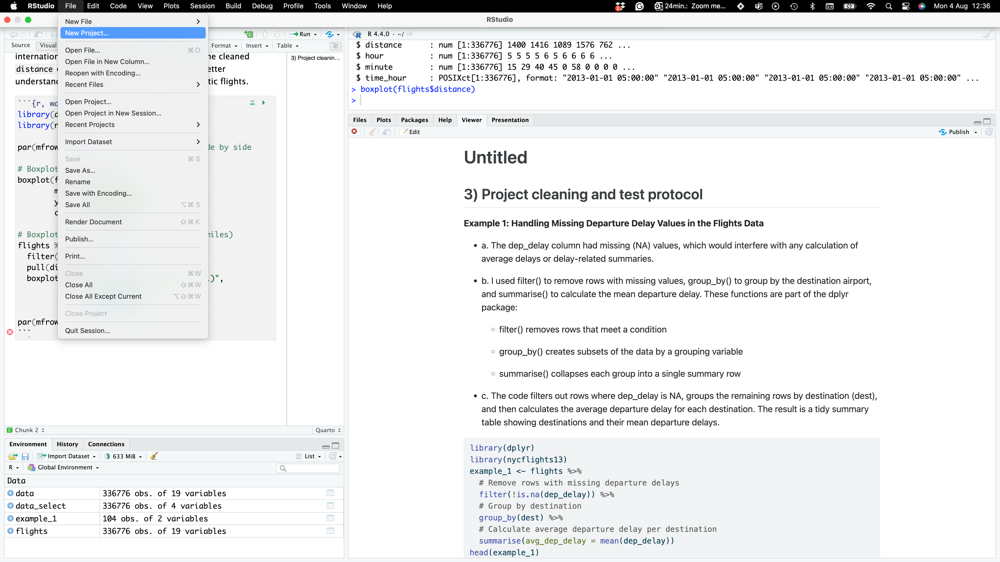 RStudio File Edit Code View Plots Session Build Debug Profile Tools Window Help 2 24min.: Zoom me... Mon 4 Aug 12:36
RStudio
New File
New Project...
Open File... ⌘ O
Open File in New Column...
Reopen with Encoding...
Recent Files
Open Project...
Open Project in New Session...
Recent Projects
Import Dataset
Save ⌘ S
Save As...
Rename
Save with Encoding...
Save All ⌥⌘ S
Render Document ⇧⌘ K
Publish...
Print...
Close ⌘W
Close All ⇧⌘W
Close All Except Current ⌥⇧⌘W
Close Project
Quit Session...
Run
Source Visual Format Insert Table
3) Project cleanin...
internation ne cleaned
distance etter
understand tic flights.
```{r, wa
library(d
library(n
par(mfrow de by side
# Boxplot
boxplot(f
m
y
c
# Boxplot miles)
flights %
filter(
pull(di
boxplot )",
par(mfrow
```
Chunk 2 Quarto
Environment History Connections
Import Dataset 633 MiB List
R Global Environment
Data
data 336776 obs. of 19 variables
data_select 336776 obs. of 4 variables
example_1 104 obs. of 2 variables
flights 336776 obs. of 19 variables
R 4.4.0 · ~/
$ distance : num [1:336776] 1400 1416 1089 1576 762 ...
$ hour : num [1:336776] 5 5 5 5 6 5 6 6 6 6 ...
$ minute : num [1:336776] 15 29 40 45 0 58 0 0 0 0 ...
$ time_hour : POSIXct[1:336776], format: "2013-01-01 05:00:00" "2013-01-01 05:00:00" "2013-01-01 05:00:00" "2013-01-01 05:00:00" ...
> boxplot(flights$distance)
>
Files Plots Packages Help Viewer Presentation
Edit Publish
Untitled
3) Project cleaning and test protocol
Example 1: Handling Missing Departure Delay Values in the Flights Data
• a. The dep_delay column had missing (NA) values, which would interfere with any calculation of
average delays or delay-related summaries.
• b. I used filter() to remove rows with missing values, group_by() to group by the destination airport,
and summarise() to calculate the mean departure delay. These functions are part of the dplyr
package:
◦ filter() removes rows that meet a condition
◦ group_by() creates subsets of the data by a grouping variable
◦ summarise() collapses each group into a single summary row
• c. The code filters out rows where dep_delay is NA, groups the remaining rows by destination (dest),
and then calculates the average departure delay for each destination. The result is a tidy summary
table showing destinations and their mean departure delays.
library(dplyr)
library(nycflights13)
example_1 <- flights %>%
# Remove rows with missing departure delays
filter(!is.na(dep_delay)) %>%
# Group by destination
group_by(dest) %>%
# Calculate average departure delay per destination
summarise(avg_dep_delay = mean(dep_delay))
head(example_1)